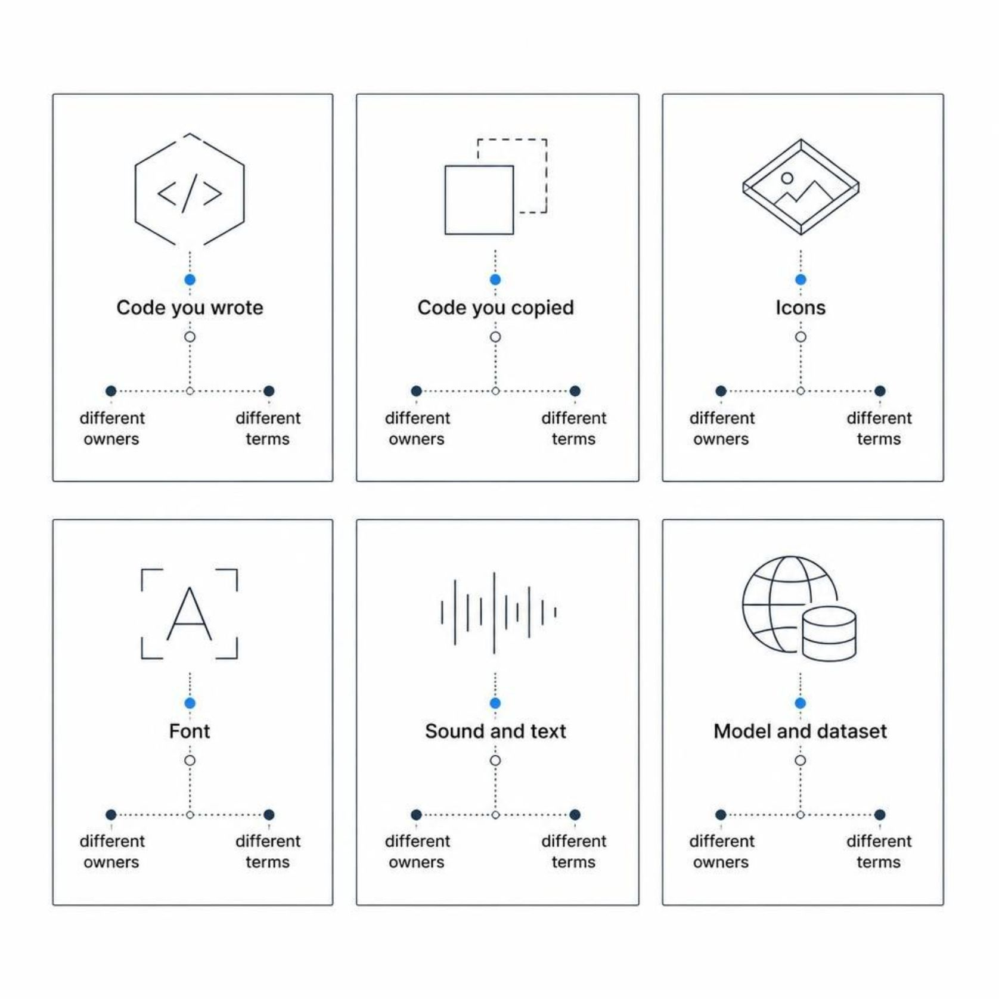 </>
Code you wrote
different owners
different terms
Code you copied
different owners
different terms
Icons
different owners
different terms
A
Font
different owners
different terms
Sound and text
different owners
different terms
Model and dataset
different owners
different terms